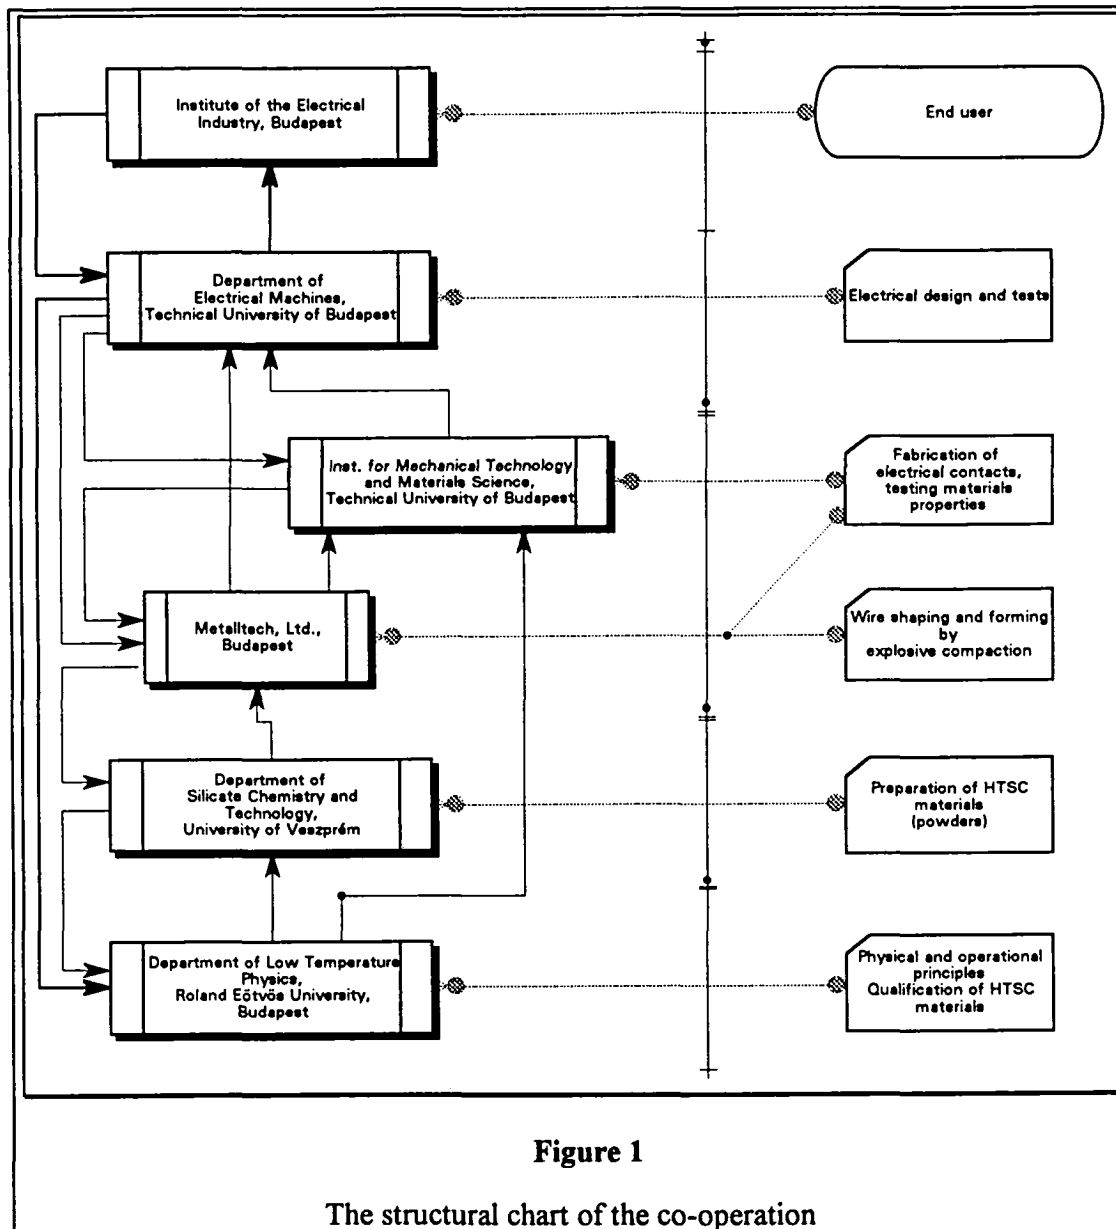 Institute of the Electrical
Industry, Budapest
End user
Department of
Electrical Machines,
Technical University of Budapest
Electrical design and tests
Inst. for Mechanical Technology
and Materials Science,
Technical University of Budapest
Fabrication of
electrical contacts,
testing materials
properties
Metalltech, Ltd.,
Budapest
Wire shaping and forming
by
explosive compaction
Department of
Silicate Chemistry and
Technology,
University of Veszprém
Preparation of HTSC
materials
(powders)
Department of Low Temperature
Physics,
Roland Eötvös University,
Budapest
Physical and operational
principles
Qualification of HTSC
materials
Figure 1
The structural chart of the co-operation